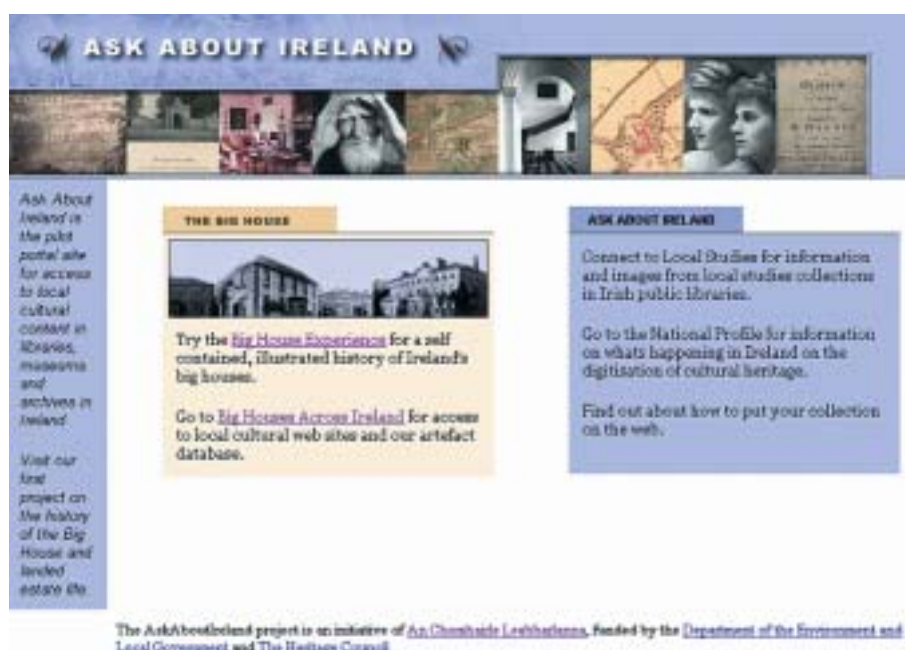 ASK ABOUT IRELAND
Ask About
Ireland is
the pilot
portal site
for access
to local
cultural
content in
libraries,
museums
and
archives in
Ireland
Visit our
first
project on
the history
of the Big
House and
landed
estate life
THE BIG HOUSE
Try the Big House Experience for a self
contained, illustrated history of Ireland's
big houses.
Go to Big Houses Across Ireland for access
to local cultural web sites and our artefact
database.
ASK ABOUT IRELAND
Connect to Local Studies for information
and images from local studies collections
in Irish public libraries.
Go to the National Profile for information
on whats happening in Ireland on the
digitisation of cultural heritage.
Find out about how to put your collection
on the web.
The AskAboutIreland project is an initiative of An Chomhairle Leabharlanna, funded by the Department of the Environment and
Local Government and The Heritage Council